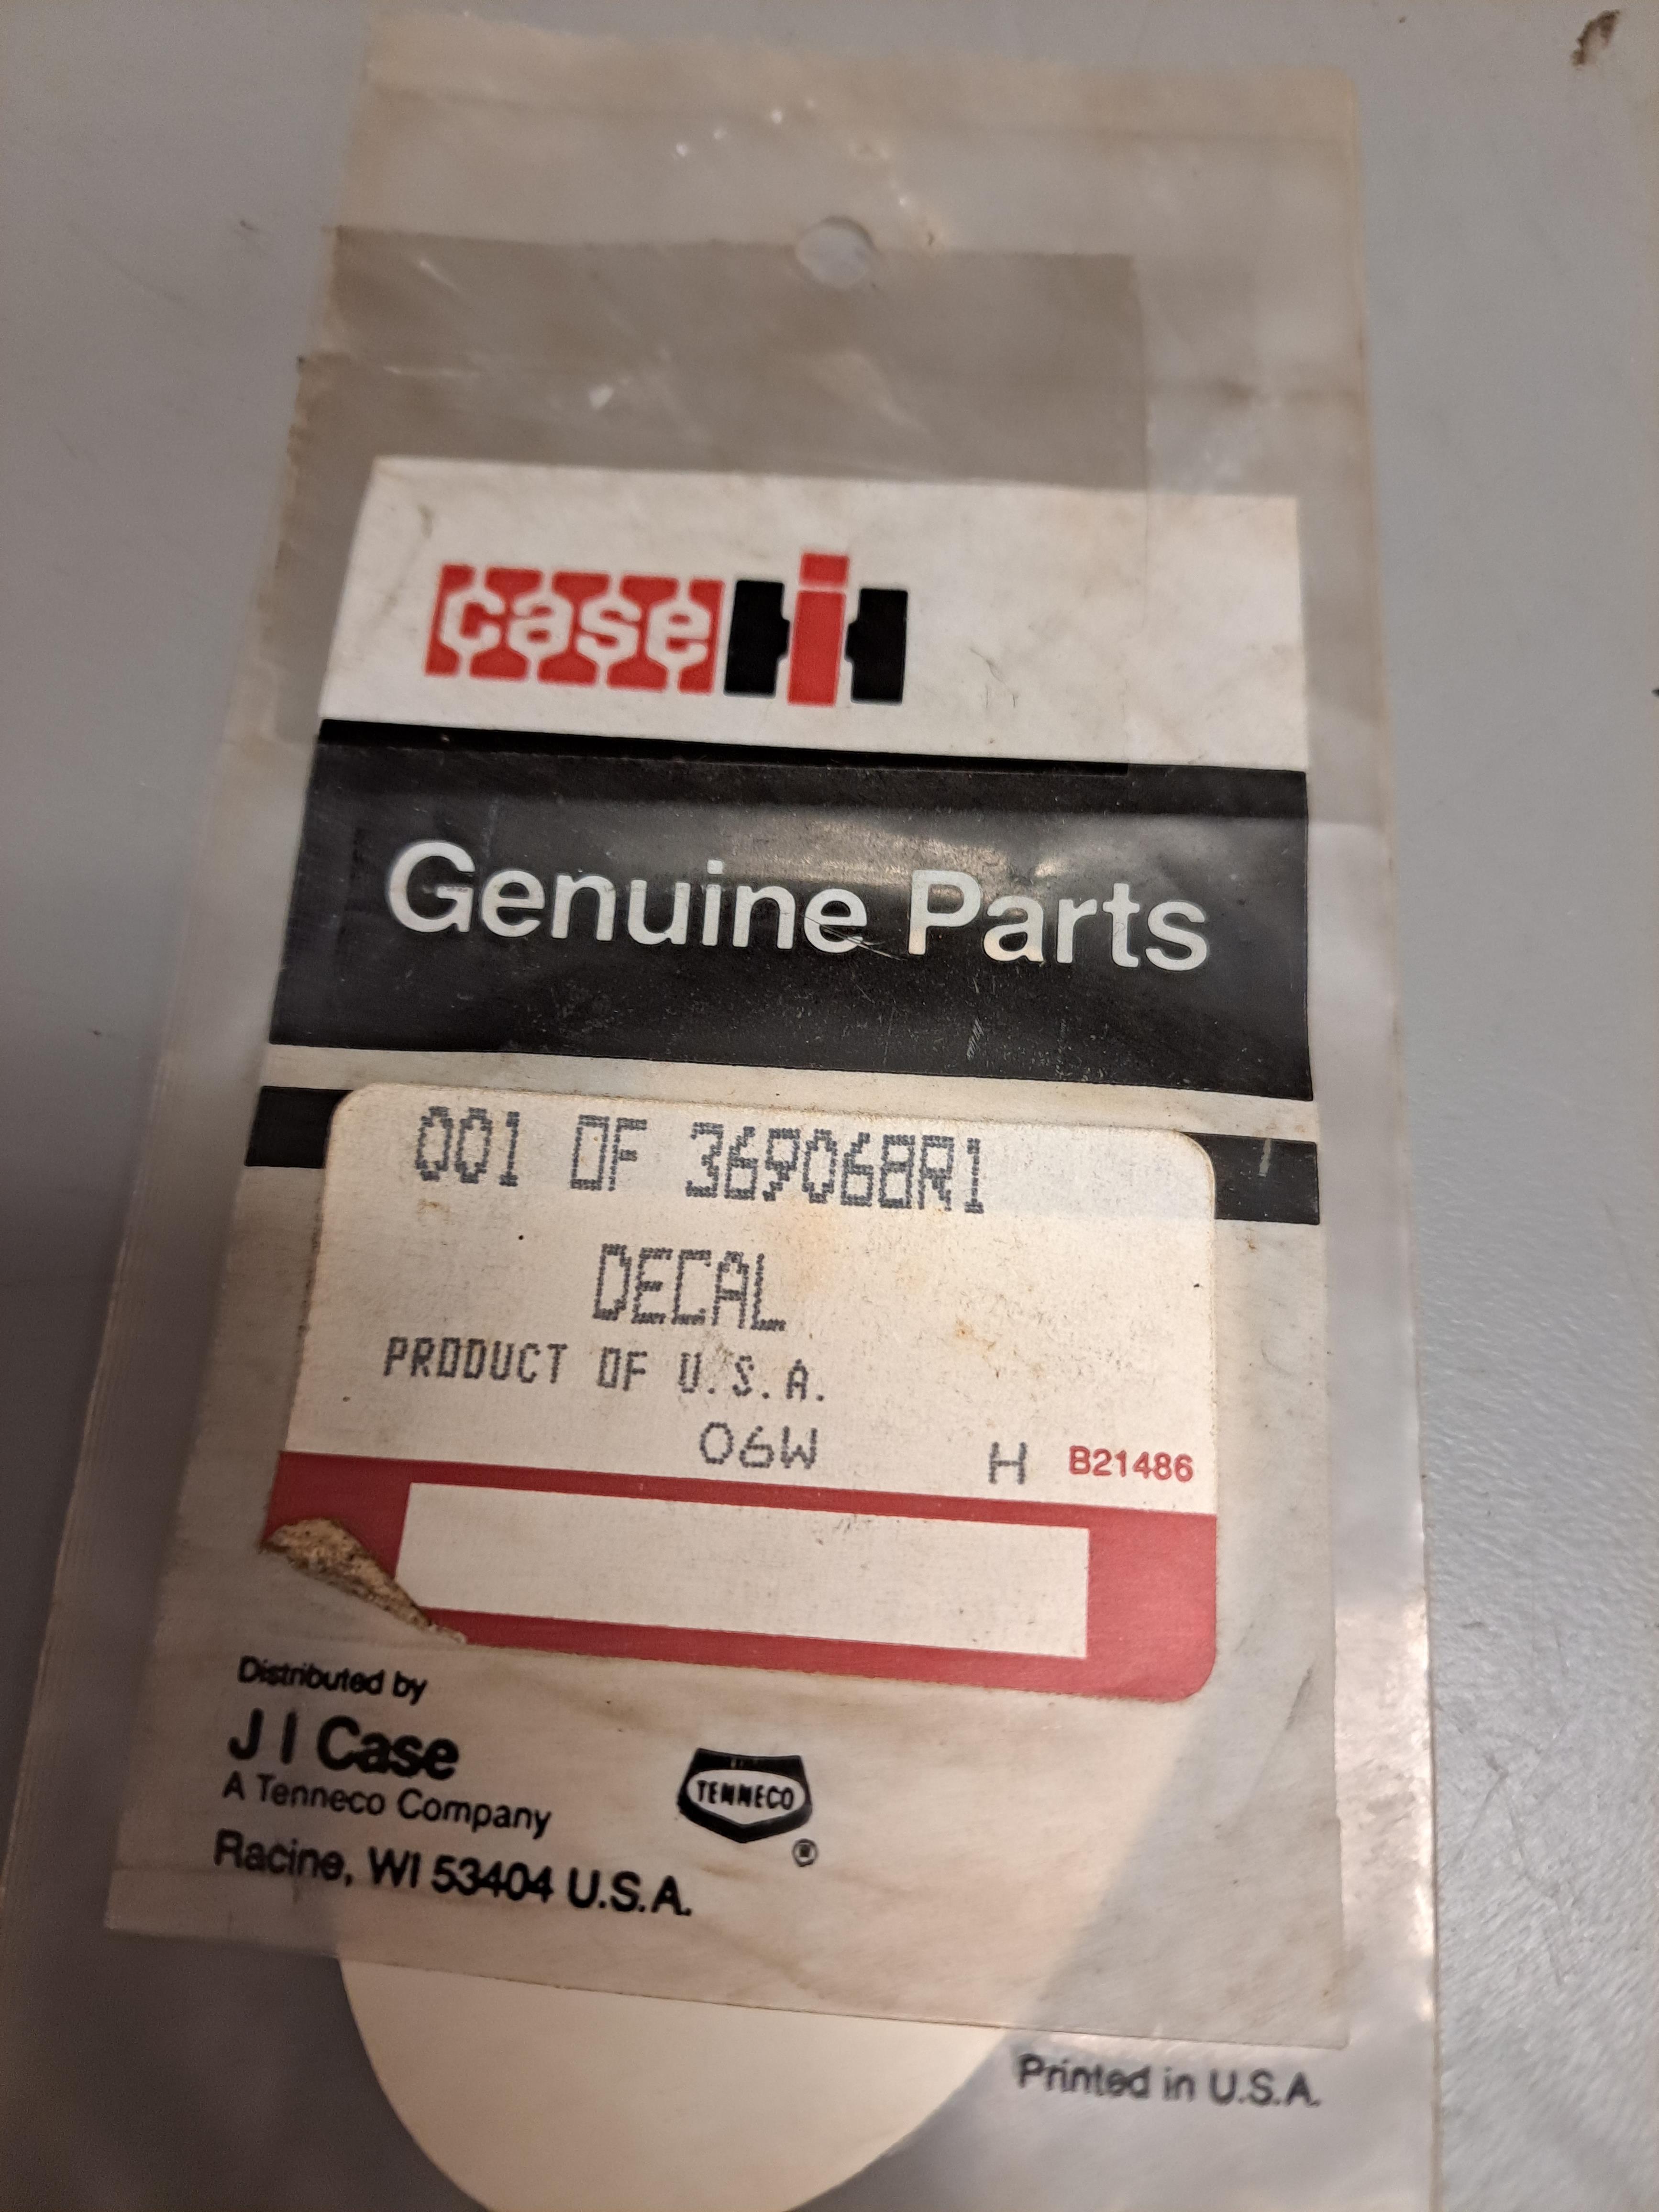 case IH
Genuine Parts
001 OF 369068R1
DECAL
PRODUCT OF U.S.A.
06W H B21486
Distributed by
J I Case
A Tenneco Company
TENNECO
®
Racine, WI 53404 U.S.A.
Printed in U.S.A.